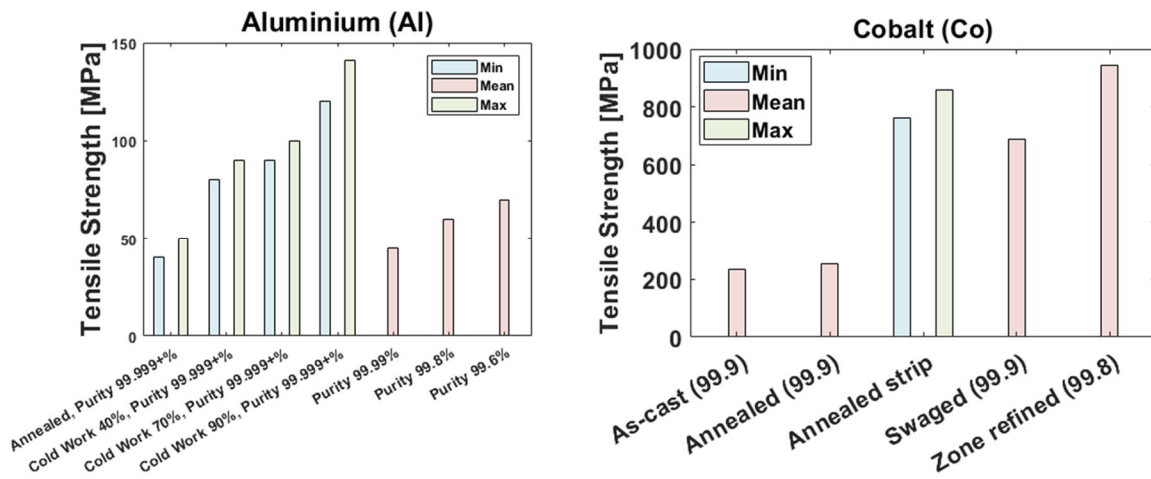 Aluminium (Al)
Tensile Strength [MPa]
150
100
50
0
Min
Mean
Max
Annealed, Purity 99.999+%
Cold Work 40%, Purity 99.999+%
Cold Work 70%, Purity 99.999+%
Cold Work 90%, Purity 99.999+%
Purity 99.99%
Purity 99.8%
Purity 99.6%
Cobalt (Co)
Tensile Strength [MPa]
1000
800
600
400
200
0
Min
Mean
Max
As-cast (99.9)
Annealed (99.9)
Annealed strip
Swaged (99.9)
Zone refined (99.8)